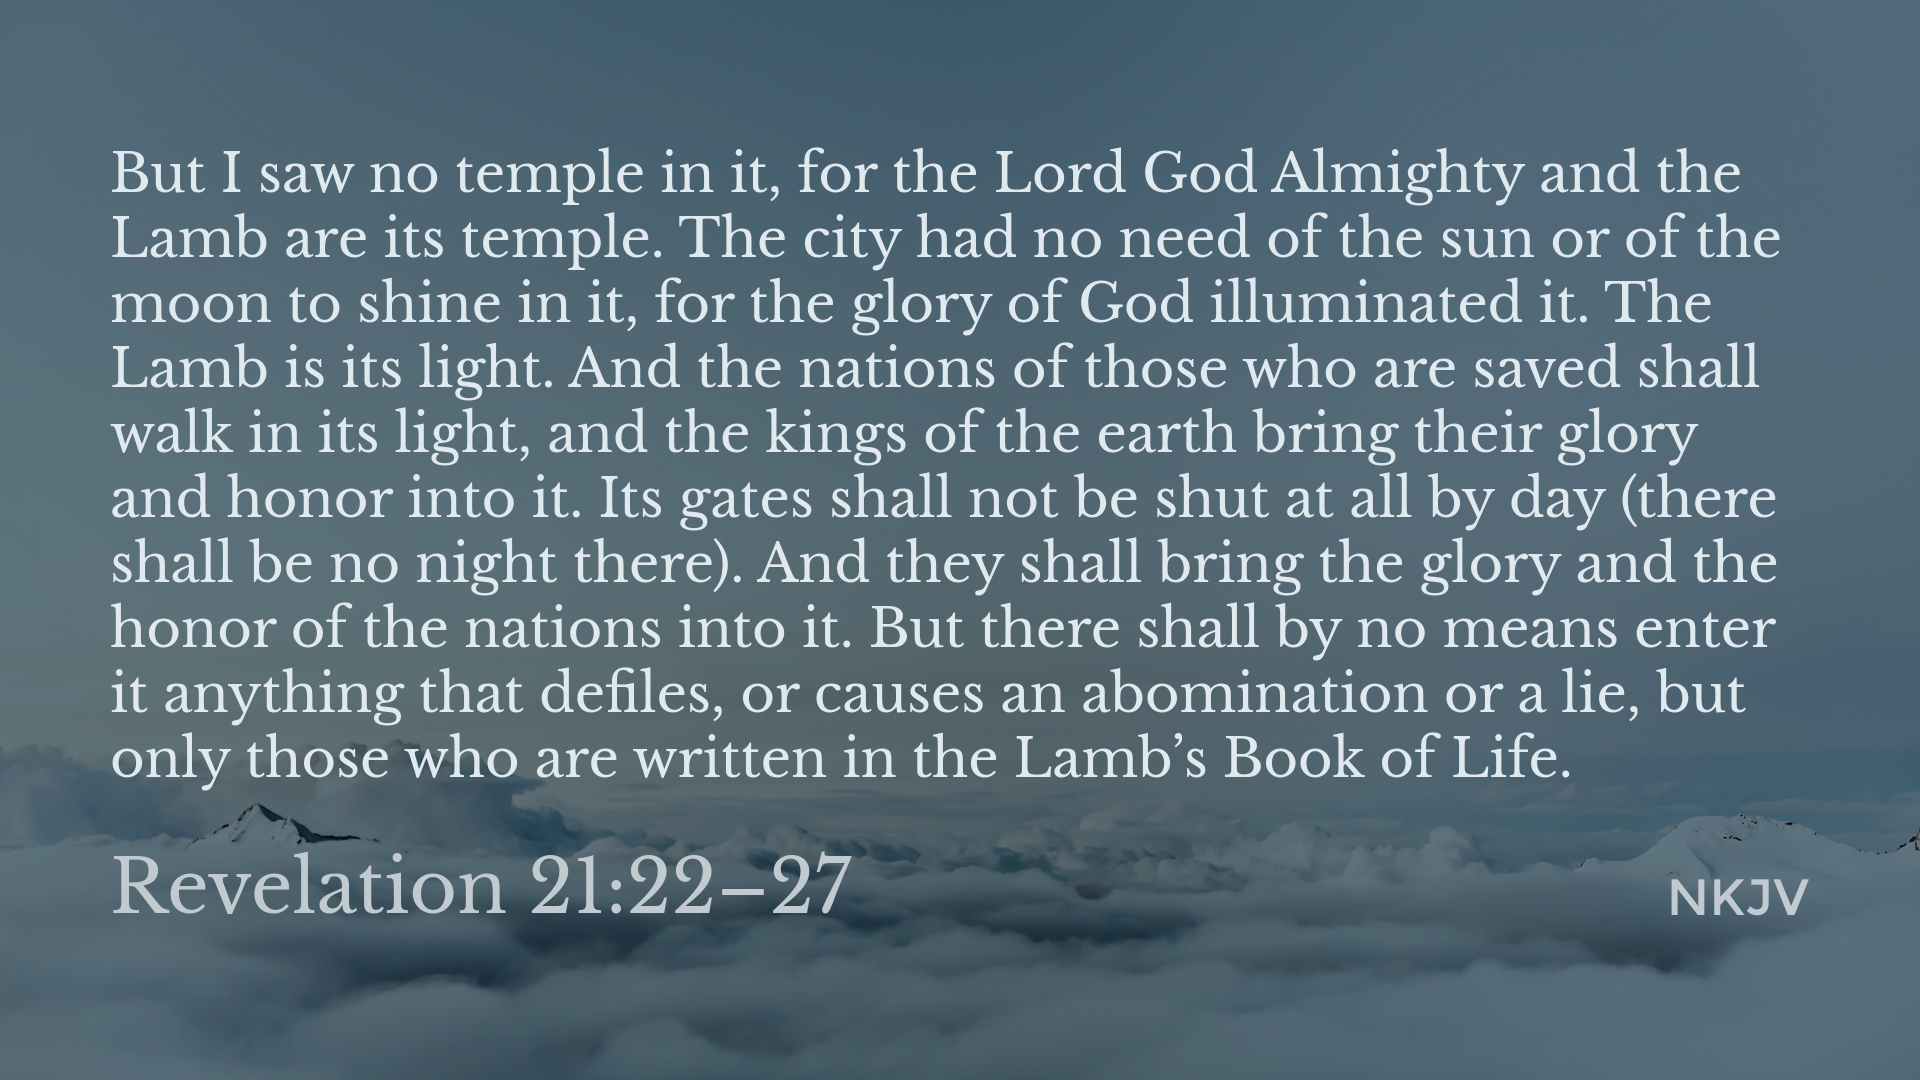 But I saw no temple in it, for the Lord God Almighty and the
Lamb are its temple. The city had no need of the sun or of the
moon to shine in it, for the glory of God illuminated it. The
Lamb is its light. And the nations of those who are saved shall
walk in its light, and the kings of the earth bring their glory
and honor into it. Its gates shall not be shut at all by day (there
shall be no night there). And they shall bring the glory and the
honor of the nations into it. But there shall by no means enter
it anything that defiles, or causes an abomination or a lie, but
only those who are written in the Lamb’s Book of Life.
Revelation 21:22–27
NKJV